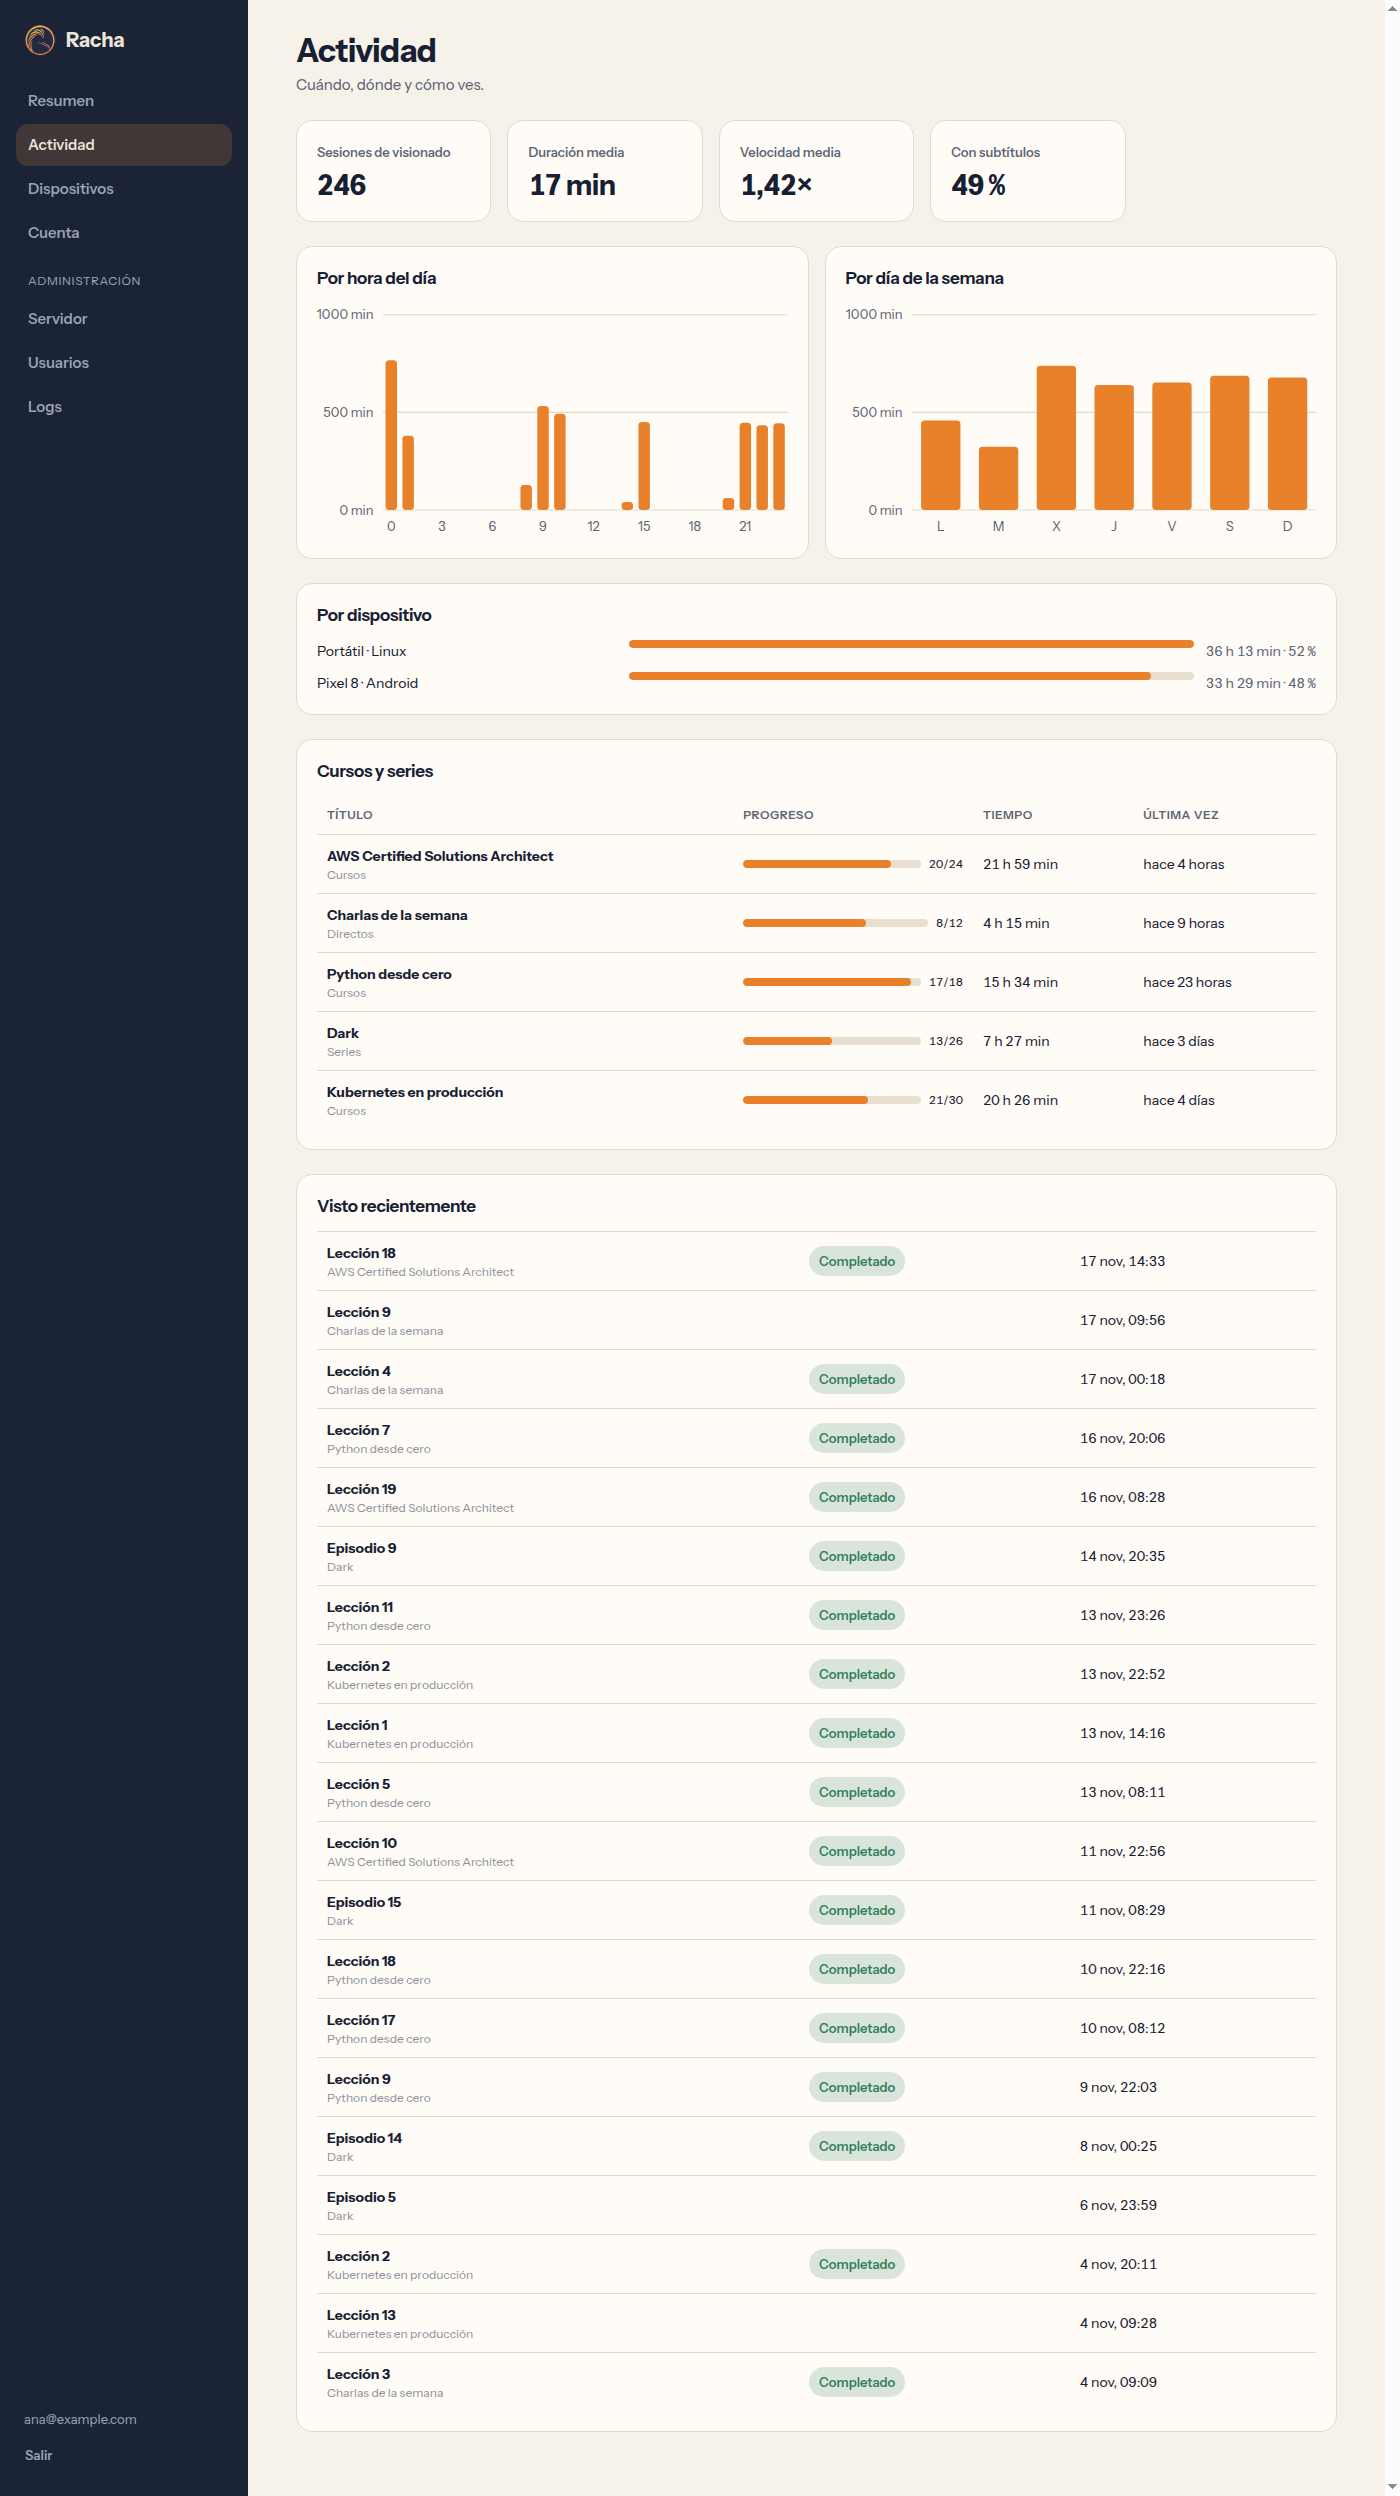 Racha
Resumen
Actividad
Dispositivos
Cuenta
ADMINISTRACIÓN
Servidor
Usuarios
Logs
ana@example.com
Salir
Actividad
Cuándo, dónde y cómo ves.
Sesiones de visionado
246
Duración media
17 min
Velocidad media
1,42×
Con subtítulos
49 %
Por hora del día
1000 min
500 min
0 min
0 3 6 9 12 15 18 21
Por día de la semana
1000 min
500 min
0 min
L M X J V S D
Por dispositivo
Portátil · Linux 36 h 13 min · 52 %
Pixel 8 · Android 33 h 29 min · 48 %
Cursos y series
TÍTULO PROGRESO TIEMPO ÚLTIMA VEZ
AWS Certified Solutions Architect 20/24 21 h 59 min hace 4 horas
Cursos
Charlas de la semana 8/12 4 h 15 min hace 9 horas
Directos
Python desde cero 17/18 15 h 34 min hace 23 horas
Cursos
Dark 13/26 7 h 27 min hace 3 días
Series
Kubernetes en producción 21/30 20 h 26 min hace 4 días
Cursos
Visto recientemente
Lección 18 Completado 17 nov, 14:33
AWS Certified Solutions Architect
Lección 9 17 nov, 09:56
Charlas de la semana
Lección 4 Completado 17 nov, 00:18
Charlas de la semana
Lección 7 Completado 16 nov, 20:06
Python desde cero
Lección 19 Completado 16 nov, 08:28
AWS Certified Solutions Architect
Episodio 9 Completado 14 nov, 20:35
Dark
Lección 11 Completado 13 nov, 23:26
Python desde cero
Lección 2 Completado 13 nov, 22:52
Kubernetes en producción
Lección 1 Completado 13 nov, 14:16
Kubernetes en producción
Lección 5 Completado 13 nov, 08:11
Python desde cero
Lección 10 Completado 11 nov, 22:56
AWS Certified Solutions Architect
Episodio 15 Completado 11 nov, 08:29
Dark
Lección 18 Completado 10 nov, 22:16
Python desde cero
Lección 17 Completado 10 nov, 08:12
Python desde cero
Lección 9 Completado 9 nov, 22:03
Python desde cero
Episodio 14 Completado 8 nov, 00:25
Dark
Episodio 5 6 nov, 23:59
Dark
Lección 2 Completado 4 nov, 20:11
Kubernetes en producción
Lección 13 4 nov, 09:28
Kubernetes en producción
Lección 3 Completado 4 nov, 09:09
Charlas de la semana